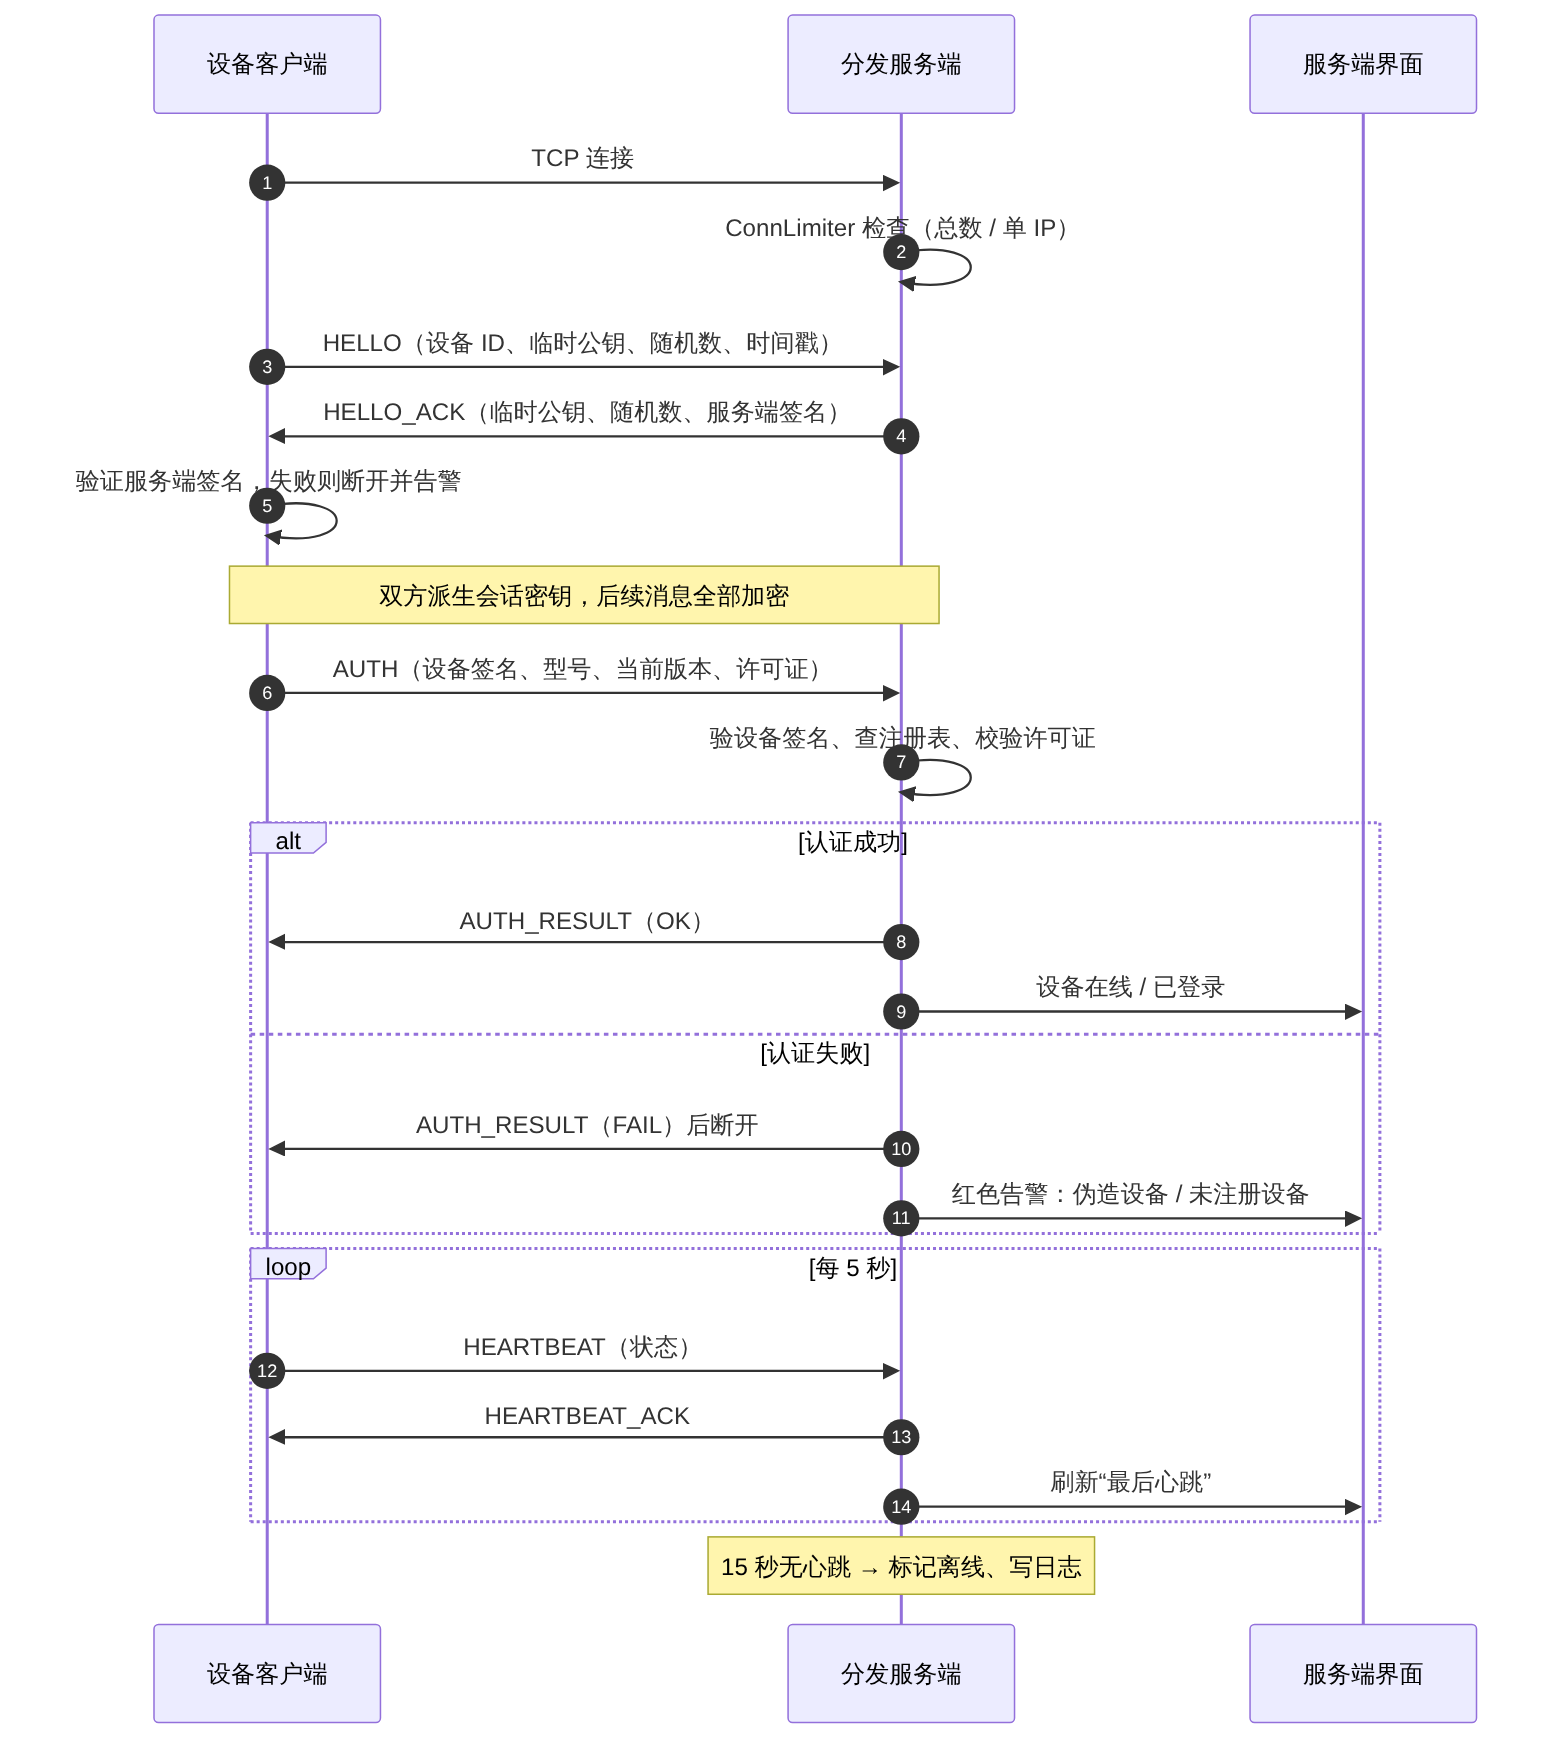 设备客户端
分发服务端
服务端界面
TCP 连接
1
ConnLimiter 检查（总数 / 单 IP）
2
HELLO（设备 ID、临时公钥、随机数、时间戳）
3
HELLO_ACK（临时公钥、随机数、服务端签名）
4
验证服务端签名，失败则断开并告警
5
双方派生会话密钥，后续消息全部加密
AUTH（设备签名、型号、当前版本、许可证）
6
验设备签名、查注册表、校验许可证
7
alt
[认证成功]
AUTH_RESULT（OK）
8
设备在线 / 已登录
9
[认证失败]
AUTH_RESULT（FAIL）后断开
10
红色告警：伪造设备 / 未注册设备
11
loop
[每 5 秒]
HEARTBEAT（状态）
12
HEARTBEAT_ACK
13
刷新“最后心跳”
14
15 秒无心跳 → 标记离线、写日志
设备客户端
分发服务端
服务端界面